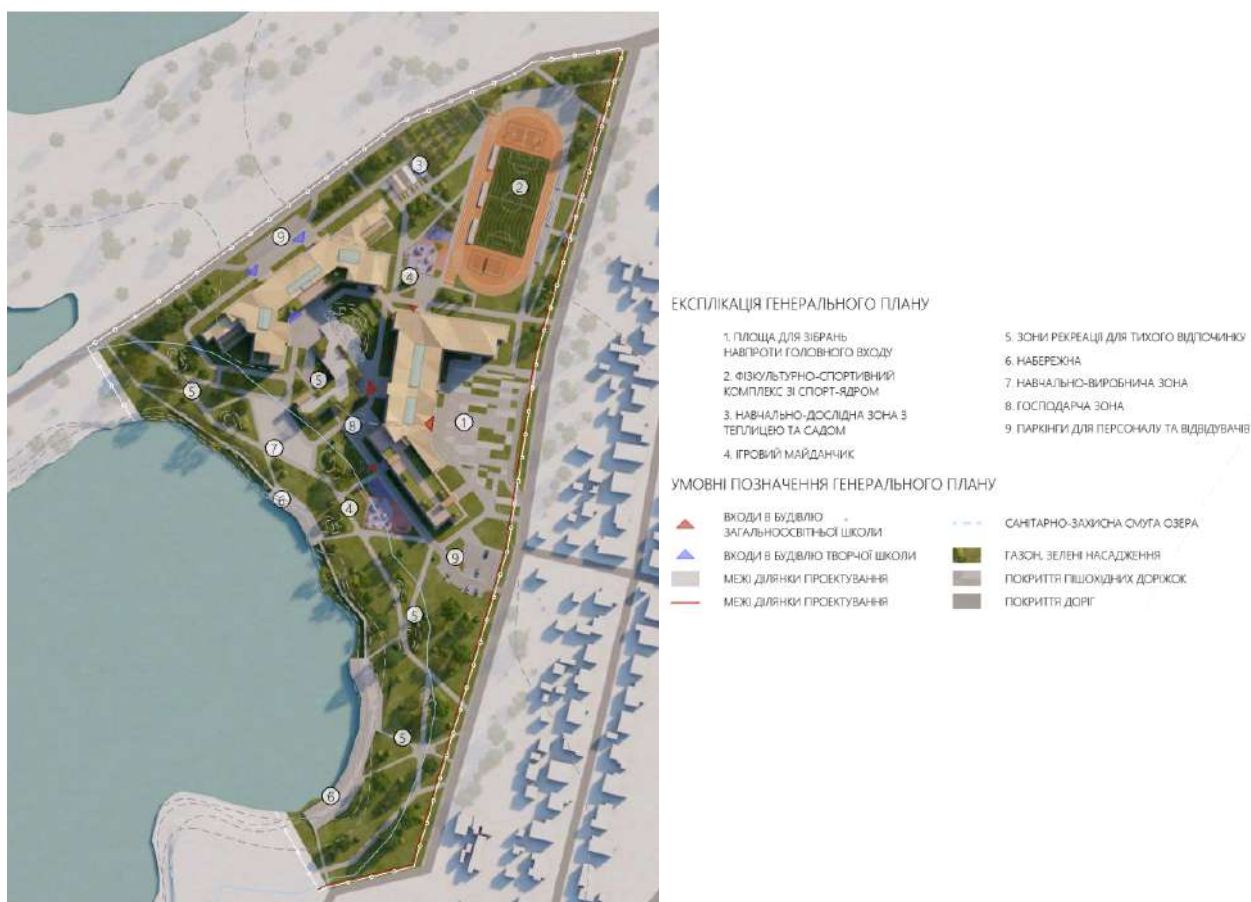 9
3
2
4
5
5
8
1
7
6
4
9
5
5
6
ЕКСПЛІКАЦІЯ ГЕНЕРАЛЬНОГО ПЛАНУ
1. ПЛОЩА ДЛЯ ЗІБРАНЬ
НАВПРОТИ ГОЛОВНОГО ВХОДУ
2. ФІЗКУЛЬТУРНО-СПОРТИВНИЙ
КОМПЛЕКС ЗІ СПОРТ-ЯДРОМ
3. НАВЧАЛЬНО-ДОСЛІДНА ЗОНА З
ТЕПЛИЦЕЮ ТА САДОМ
4. ІГРОВИЙ МАЙДАНЧИК
5. ЗОНИ РЕКРЕАЦІЇ ДЛЯ ТИХОГО ВІДПОЧИНКУ
6. НАБЕРЕЖНА
7. НАВЧАЛЬНО-ВИРОБНИЧА ЗОНА
8. ГОСПОДАРЧА ЗОНА
9. ПАРКІНГИ ДЛЯ ПЕРСОНАЛУ ТА ВІДВІДУВАЧІВ
УМОВНІ ПОЗНАЧЕННЯ ГЕНЕРАЛЬНОГО ПЛАНУ
ВХОДИ В БУДІВЛЮ
ЗАГАЛЬНООСВІТНЬОЇ ШКОЛИ
ВХОДИ В БУДІВЛЮ ТВОРЧОЇ ШКОЛИ
МЕЖІ ДІЛЯНКИ ПРОЕКТУВАННЯ
МЕЖІ ДІЛЯНКИ ПРОЕКТУВАННЯ
САНІТАРНО-ЗАХИСНА СМУГА ОЗЕРА
ГАЗОН, ЗЕЛЕНІ НАСАДЖЕННЯ
ПОКРИТТЯ ПІШОХІДНИХ ДОРІЖОК
ПОКРИТТЯ ДОРІГ